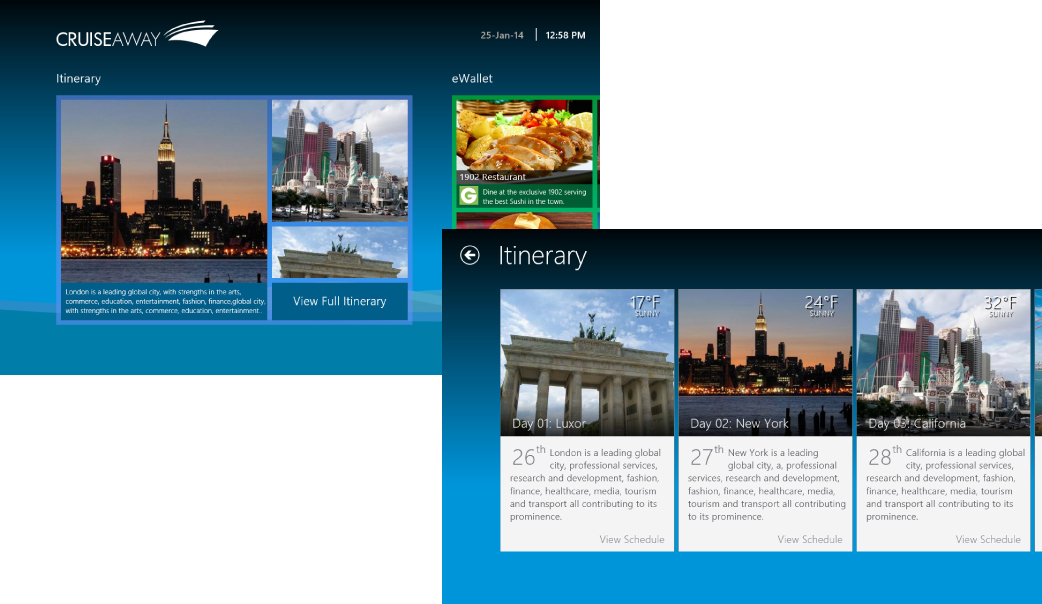 CRUISEAWAY
25-Jan-14 | 12:58 PM
Itinerary
London is a leading global city, with strengths in the arts,
commerce, education, entertainment, fashion, finance,global city,
with strengths in the arts, commerce, education, entertainment.
View Full Itinerary
eWallet
1902 Restaurant
G
Dine at the exclusive 1902 serving
the best Sushi in the town.
Itinerary
17°F
SUNNY
Day 01: Luxor
26th London is a leading global
city, professional services,
research and development, fashion,
finance, healthcare, media, tourism
and transport all contributing to its
prominence.
View Schedule
24°F
SUNNY
Day 02: New York
27th New York is a leading
global city, a, professional
services, research and development,
fashion, finance, healthcare, media,
tourism and transport all contributing
to its prominence.
View Schedule
32°F
SUNNY
Day 03: California
28th California is a leading global
city, professional services,
research and development, fashion,
finance, healthcare, media, tourism
and transport all contributing to its
prominence.
View Schedule